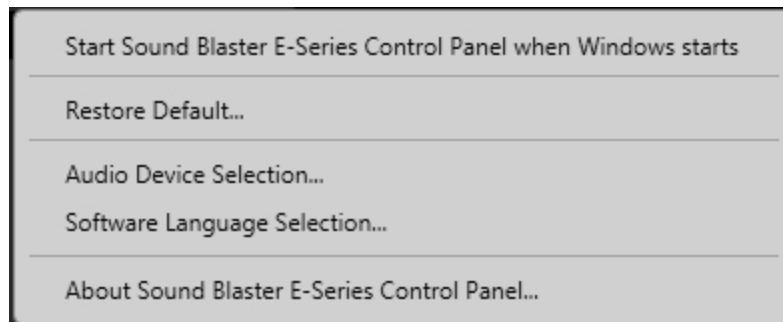 Start Sound Blaster E-Series Control Panel when Windows starts
Restore Default...
Audio Device Selection...
Software Language Selection...
About Sound Blaster E-Series Control Panel...